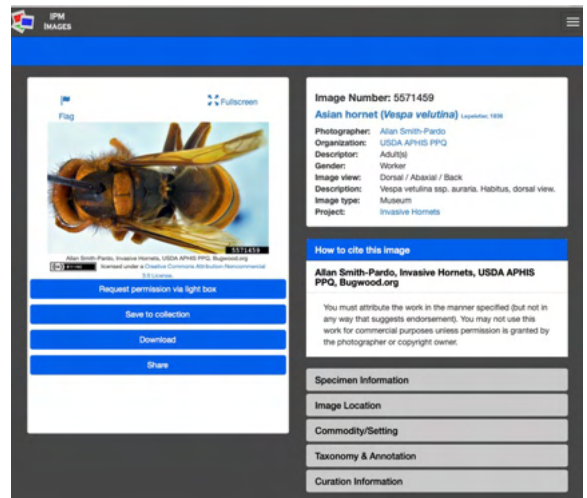 IPM
IMAGES
Flag
Fullscreen
5571459
Allan Smith-Pardo, Invasive Hornets, USDA APHIS PPQ, Bugwood.org
licensed under a Creative Commons Attribution-Noncommercial
3.0 License.
Request permission via light box
Save to collection
Download
Share
Image Number: 5571459
Asian hornet (Vespa velutina) Lepeletier, 1836
Photographer: Allan Smith-Pardo
Organization: USDA APHIS PPQ
Descriptor: Adult(s)
Gender: Worker
Image view: Dorsal / Abaxial / Back
Description: Vespa vetulina ssp. auraria. Habitus, dorsal view.
Image type: Museum
Project: Invasive Hornets
How to cite this image
Allan Smith-Pardo, Invasive Hornets, USDA APHIS
PPQ, Bugwood.org
You must attribute the work in the manner specified (but not in
any way that suggests endorsement). You may not use this
work for commercial purposes unless permission is granted by
the photographer or copyright owner.
Specimen Information
Image Location
Commodity/Setting
Taxonomy & Annotation
Curation Information